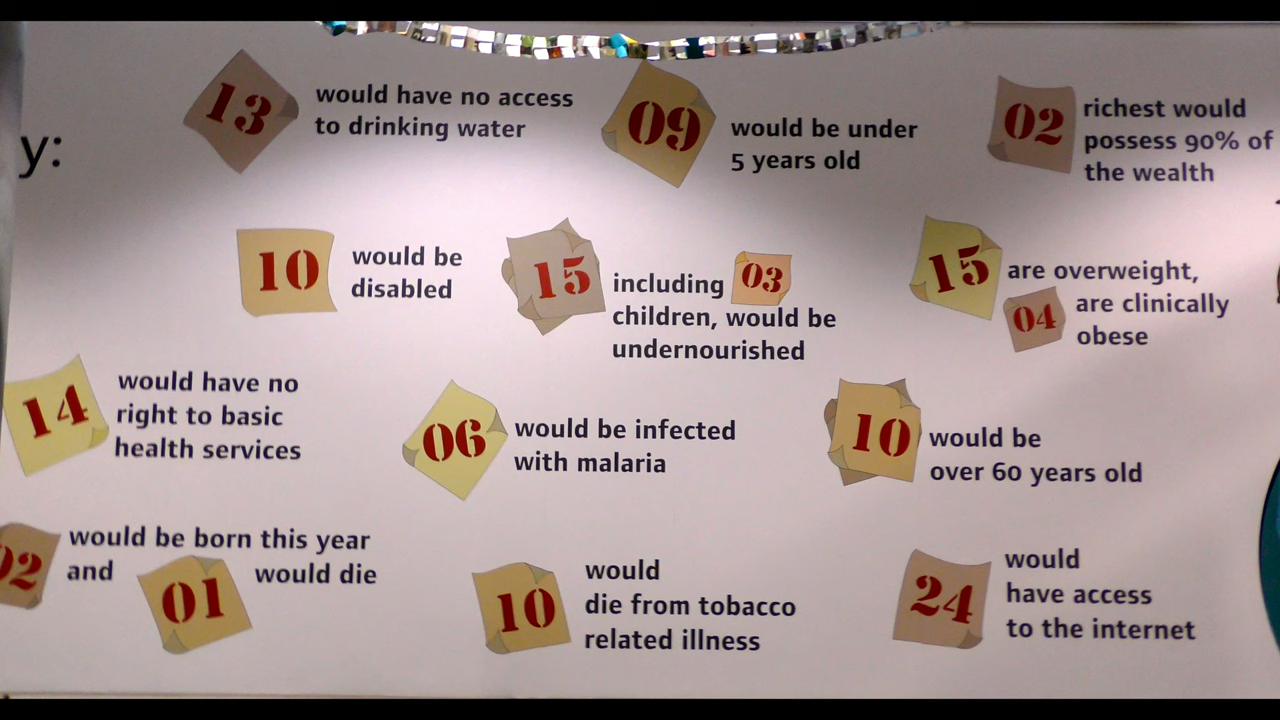 y:
13 would have no access
to drinking water
09 would be under
5 years old
02 richest would
possess 90% of
the wealth
10 would be
disabled
15 including 03
children, would be
undernourished
15 are overweight,
04 are clinically
obese
14 would have no
right to basic
health services
06 would be infected
with malaria
10 would be
over 60 years old
02 would be born this year
and 01 would die
10 would
die from tobacco
related illness
24 would
have access
to the internet